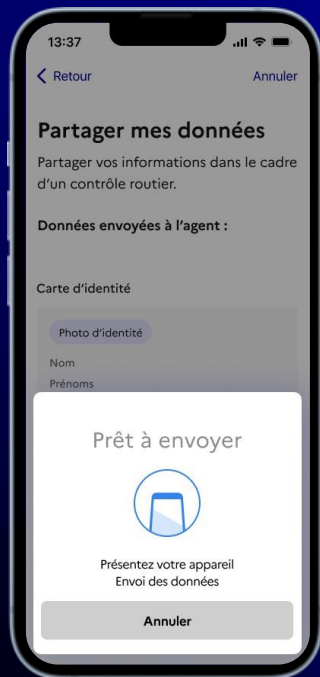 13:37
Retour Annuler
Partager mes données
Partager vos informations dans le cadre
d'un contrôle routier.
Données envoyées à l'agent :
Carte d'identité
Photo d'identité
Nom
Prénoms
Prêt à envoyer
Présentez votre appareil
Envoi des données
Annuler